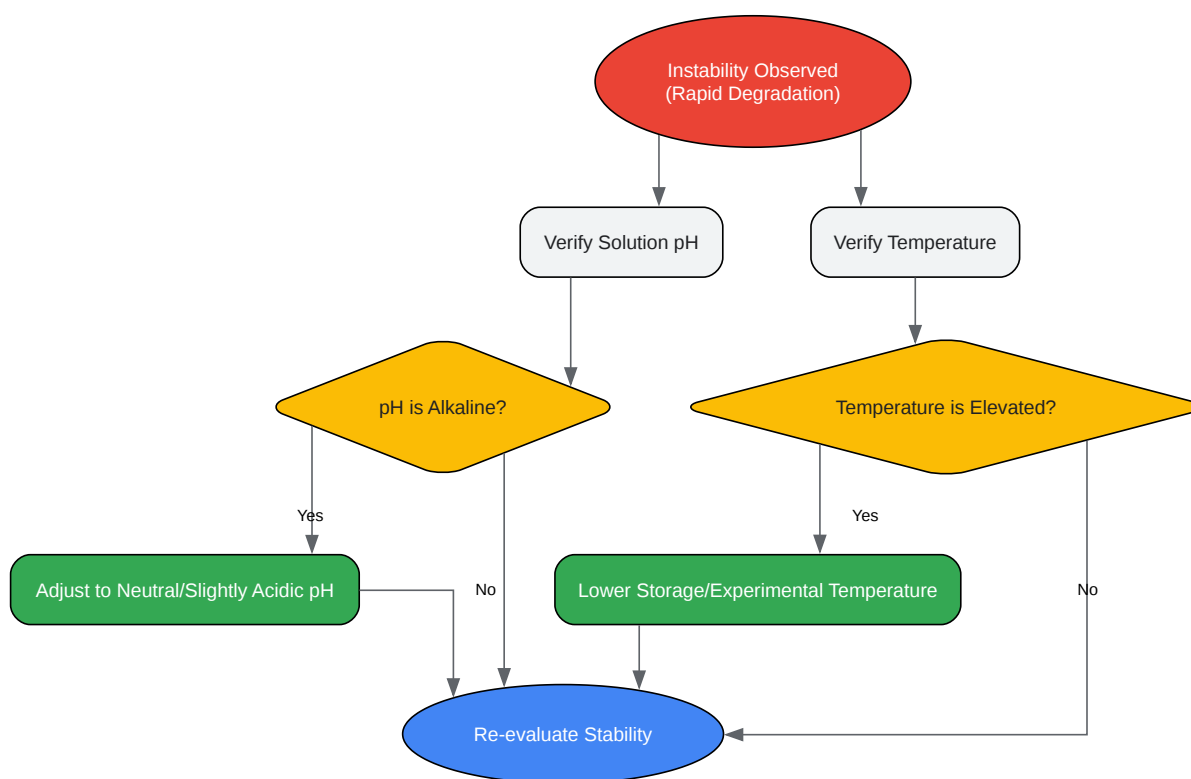 Instability Observed
(Rapid Degradation)
Verify Solution pH
Verify Temperature
pH is Alkaline?
Temperature is Elevated?
Yes
Yes
Adjust to Neutral/Slightly Acidic pH
No
Lower Storage/Experimental Temperature
No
Re-evaluate Stability